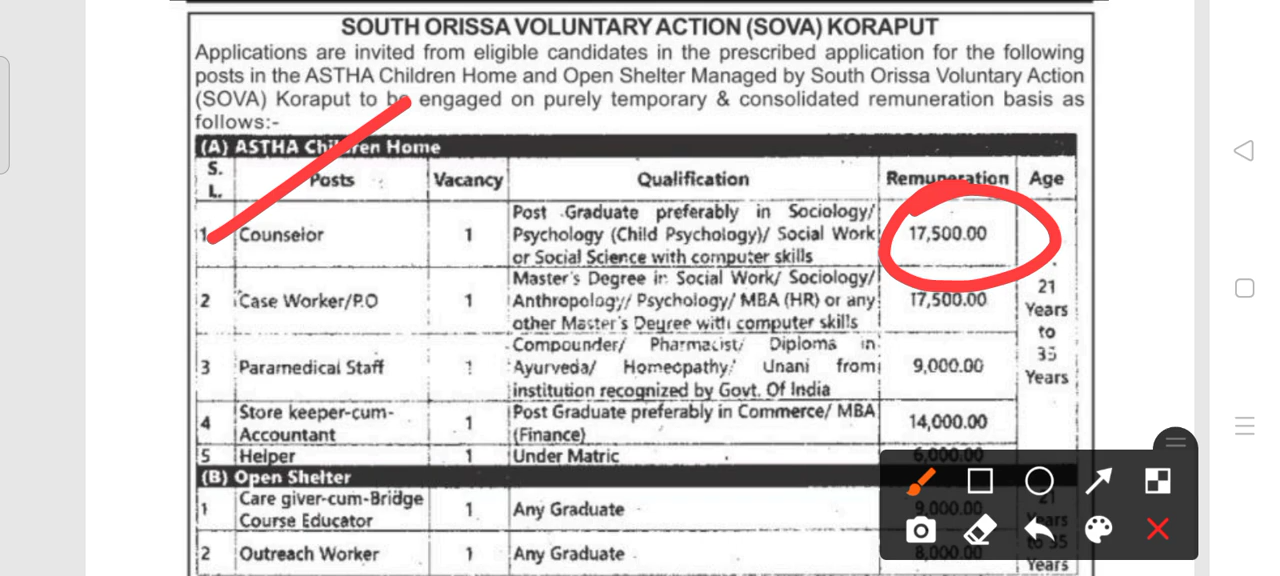 SOUTH ORISSA VOLUNTARY ACTION (SOVA) KORAPUT
Applications are invited from eligible candidates in the prescribed application for the following
posts in the ASTHA Children Home and Open Shelter Managed by South Orissa Voluntary Action
(SOVA) Koraput to be engaged on purely temporary & consolidated remuneration basis as
follows:-
(A) ASTHA Children Home
S. L. Posts Vacancy Qualification Remuneration Age
1 Counselor 1 Post Graduate preferably in Sociology/
Psychology (Child Psychology)/ Social Work
or Social Science with computer skills 17,500.00
2 Case Worker/P.O 1 Master's Degree in Social Work/ Sociology/
Anthropology/ Psychology/ MBA (HR) or any
other Master's Degree with computer skills 17,500.00
21
Years
to
35
Years
3 Paramedical Staff 1 Compounder/ Pharmacist/ Diploma in
Ayurveda/ Homeopathy/ Unani from
institution recognized by Govt. Of India 9,000.00
4 Store keeper-cum-
Accountant 1 Post Graduate preferably in Commerce/ MBA
(Finance) 14,000.00
5 Helper 1 Under Matric 6,000.00
(B) Open Shelter
1 Care giver-cum-Bridge
Course Educator 1 Any Graduate 9,000.00
2 Outreach Worker 1 Any Graduate 8,000.00
21
Years
to 35
Years